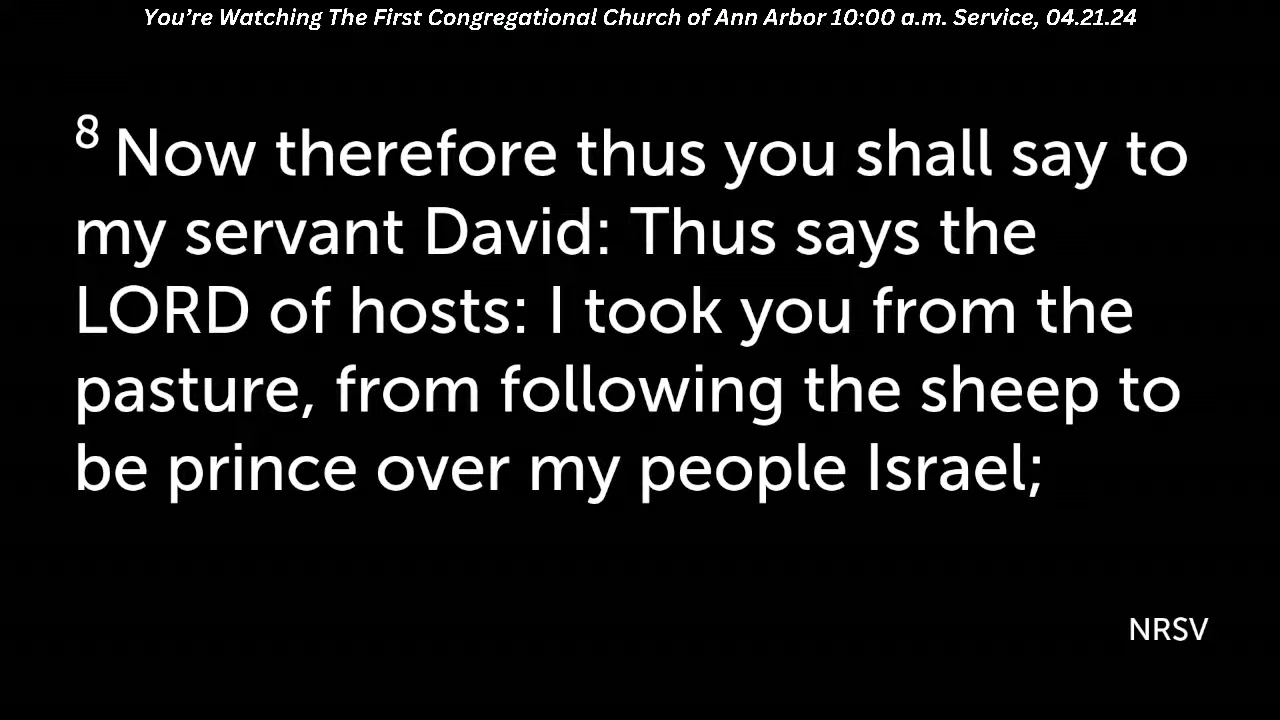 You’re Watching The First Congregational Church of Ann Arbor 10:00 a.m. Service, 04.21.24
8 Now therefore thus you shall say to
my servant David: Thus says the
LORD of hosts: I took you from the
pasture, from following the sheep to
be prince over my people Israel;
NRSV